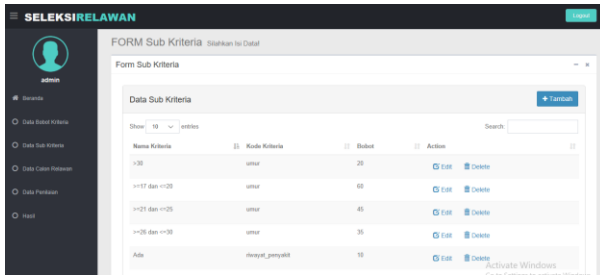 SELEKSIRELAWAN
Logout
FORM Sub Kriteria Silahkan Isi Data!
admin
Form Sub Kriteria
Beranda
Data Sub Kriteria
+ Tambah
Data Bobot Kriteria
Show 10 entries
Search:
Data Sub Kriteria
Nama Kriteria Kode Kriteria Bobot Action
Data Calon Relawan
>30 umur 20 Edit Delete
Data Penilaian
>=17 dan <=20 umur 60 Edit Delete
Hasil
>=21 dan <=25 umur 45 Edit Delete
>=26 dan <=30 umur 35 Edit Delete
Ada riwayat_penyakit 10 Edit Delete
Activate Windows